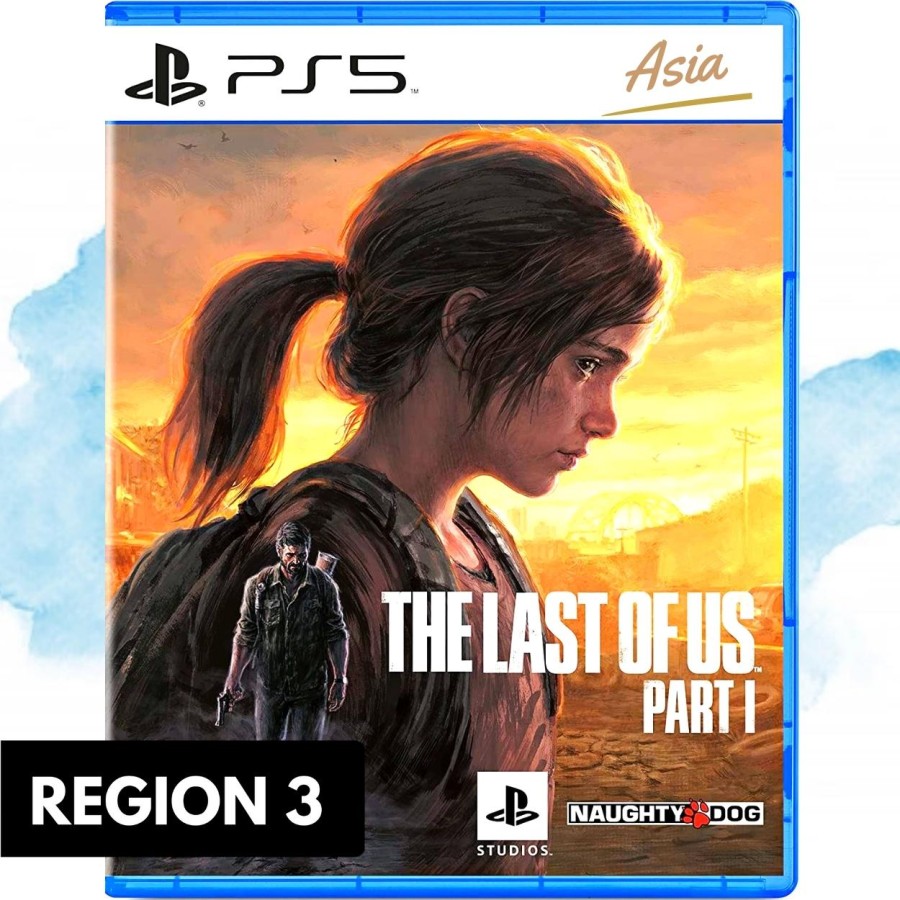 PS5
Asia
THE LAST OF US
PART I
REGION 3
STUDIOS
NAUGHTY DOG